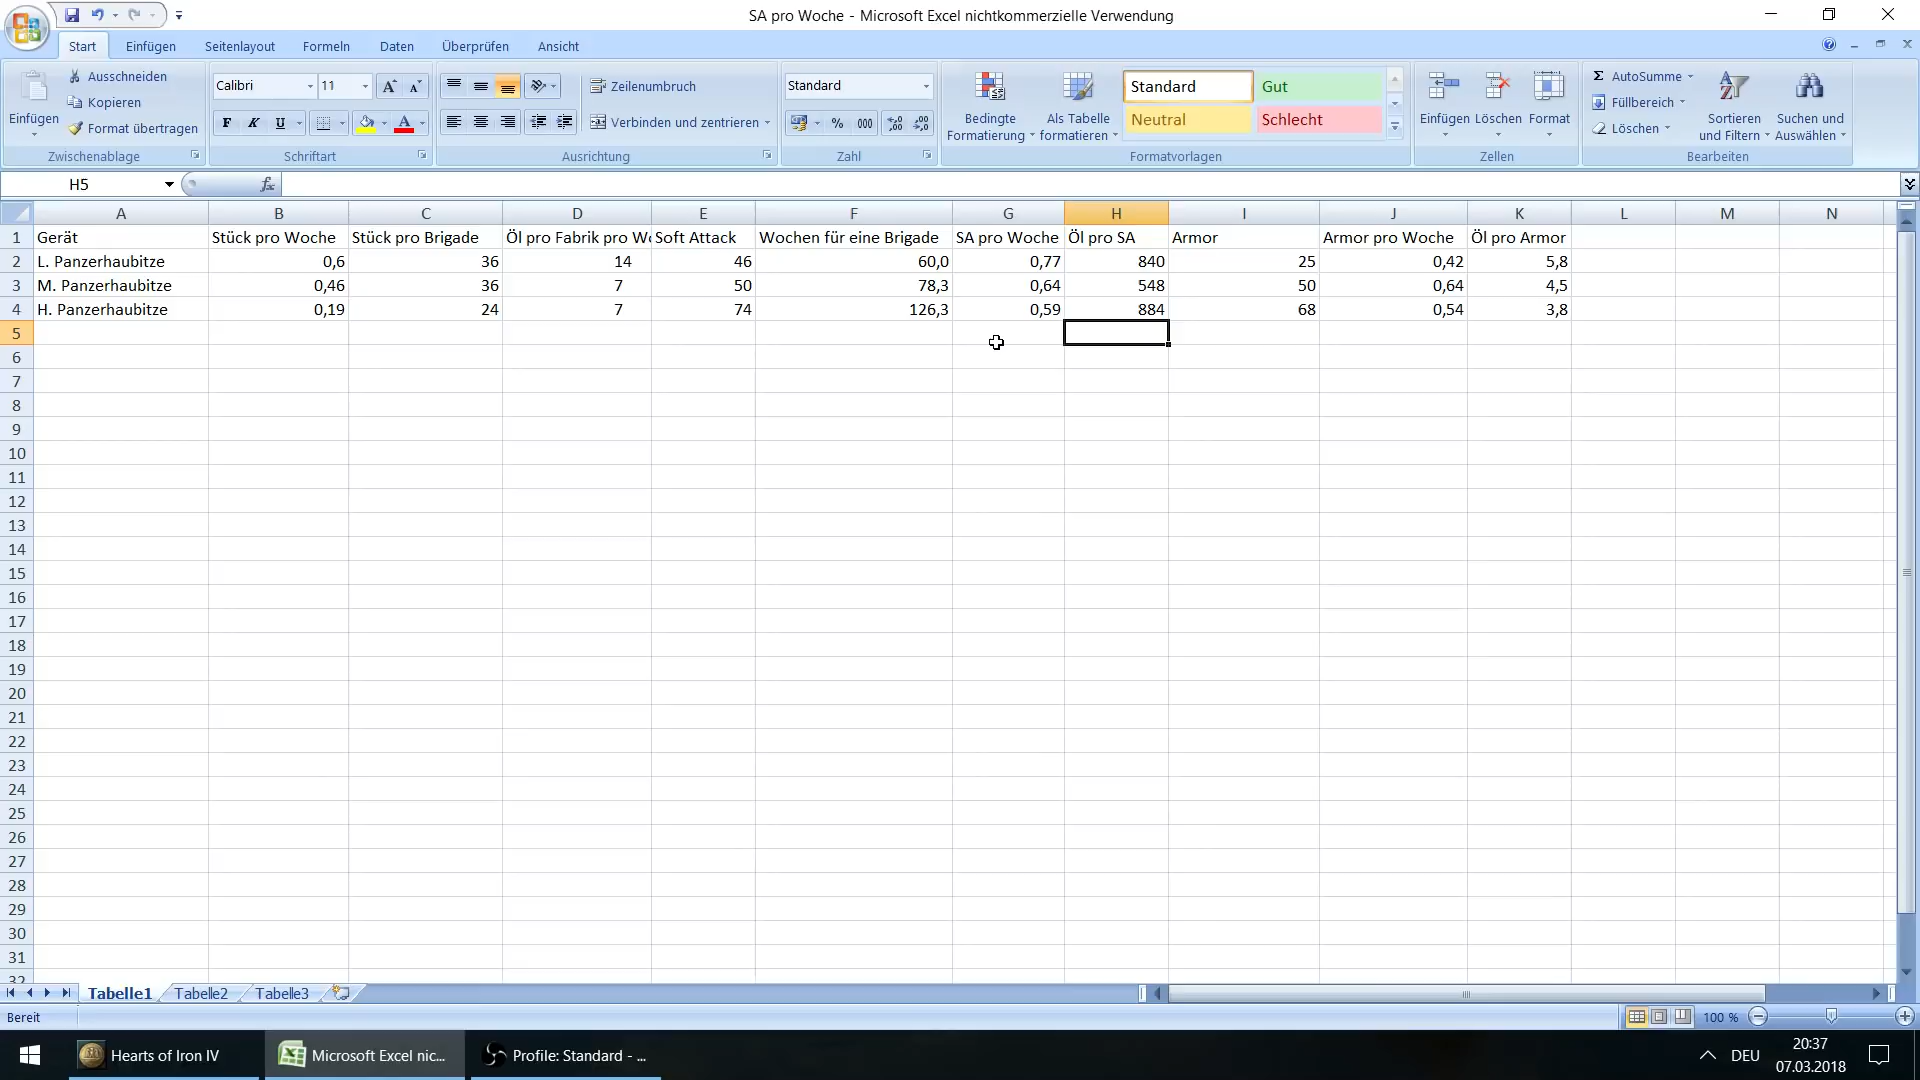 SA pro Woche - Microsoft Excel nichtkommerzielle Verwendung
Start Einfügen Seitenlayout Formeln Daten Überprüfen Ansicht
Einfügen
Ausschneiden
Kopieren
Format übertragen
Zwischenablage
Calibri 11
F K U
Schriftart
Zeilenumbruch
Verbinden und zentrieren
Ausrichtung
Standard
% 000
Zahl
Bedingte Formatierung
Als Tabelle formatieren
Standard Gut
Neutral Schlecht
Formatvorlagen
Einfügen Löschen Format
Zellen
AutoSumme
Füllbereich
Löschen
Sortieren und Filtern
Suchen und Auswählen
Bearbeiten
H5 fx
A B C D E F G H I J K L M N
1 Gerät Stück pro Woche Stück pro Brigade Öl pro Fabrik pro Wo Soft Attack Wochen für eine Brigade SA pro Woche Öl pro SA Armor Armor pro Woche Öl pro Armor
2 L. Panzerhaubitze 0,6 36 14 46 60,0 0,77 840 25 0,42 5,8
3 M. Panzerhaubitze 0,46 36 7 50 78,3 0,64 548 50 0,64 4,5
4 H. Panzerhaubitze 0,19 24 7 74 126,3 0,59 884 68 0,54 3,8
5
6
7
8
9
10
11
12
13
14
15
16
17
18
19
20
21
22
23
24
25
26
27
28
29
30
31
32
Tabelle1 Tabelle2 Tabelle3
Bereit 100 %
Hearts of Iron IV Microsoft Excel nic... Profile: Standard - ... DEU 20:37
07.03.2018